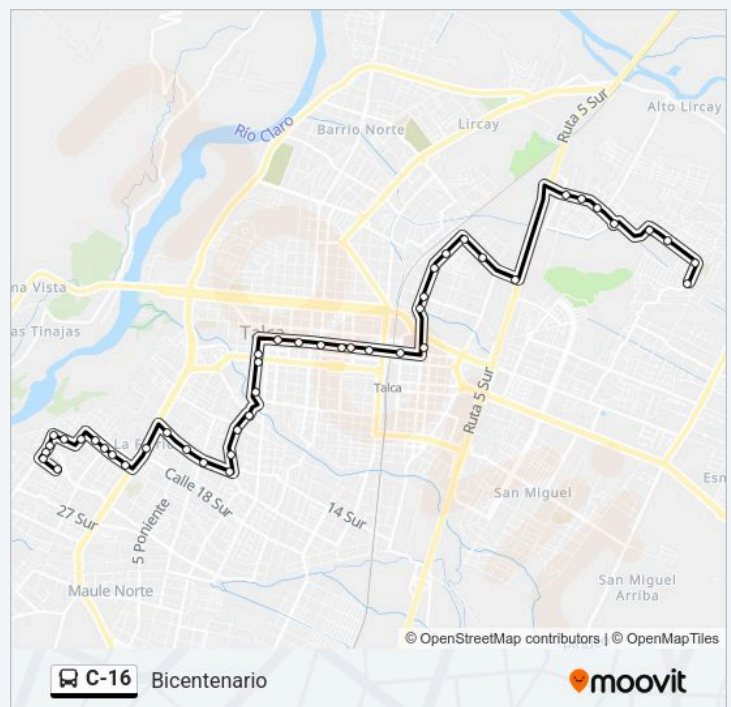 Alto Lircay
Ruta 5 Sur
Río Claro
Barrio Norte
Lircay
na Vista
as Tinajas
Talca
Talca
Ruta 5 Sur
La F
Calle 18 Sur
Esn
San Miguel
27 Sur
5 Poniente
14 Sur
San Miguel
Arriba
Maule Norte
© OpenStreetMap contributors | © OpenMapTiles
C-16 Bicentenario
moovit